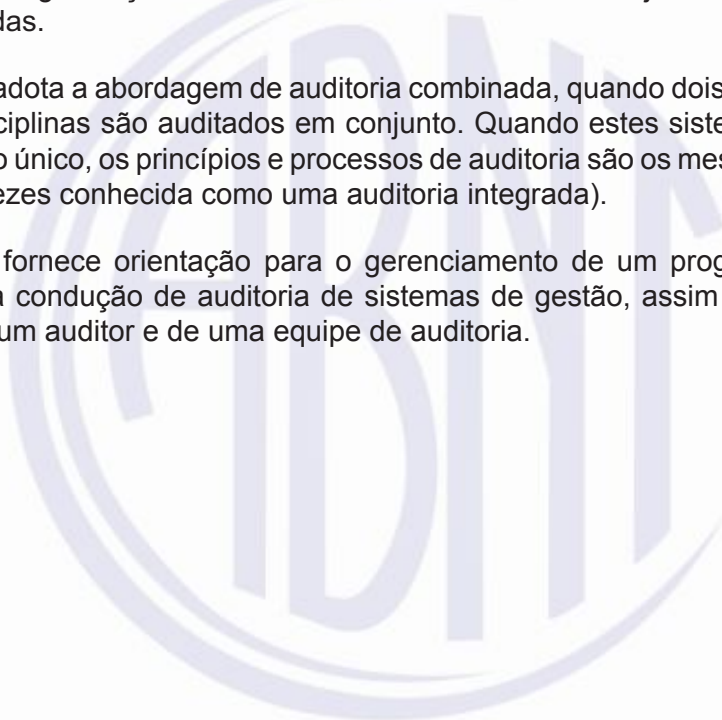 das.
adota a abordagem de auditoria combinada, quando dois
ciplinas são auditados em conjunto. Quando estes siste
o único, os princípios e processos de auditoria são os mes
ezes conhecida como uma auditoria integrada).
fornece orientação para o gerenciamento de um prog
a condução de auditoria de sistemas de gestão, assim
um auditor e de uma equipe de auditoria.
ABNT